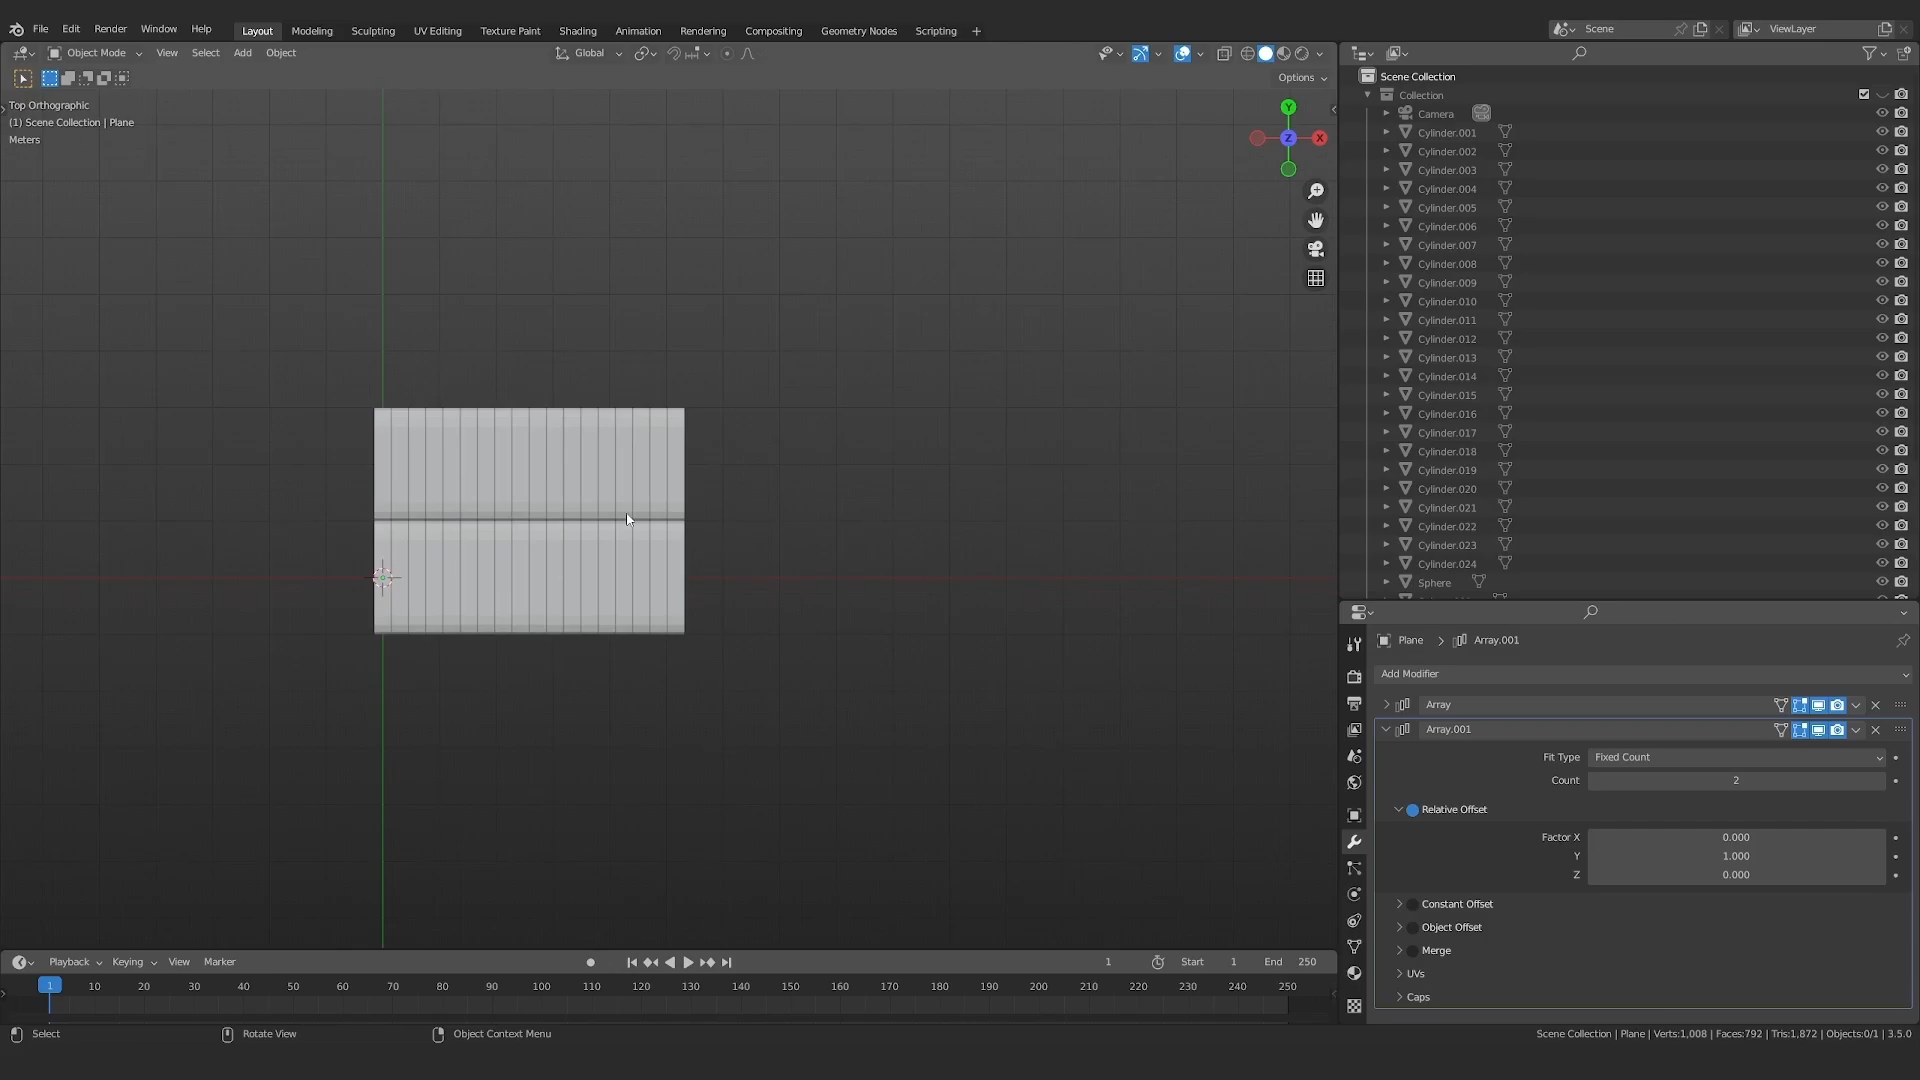 File Edit Render Window Help Layout Modeling Sculpting UV Editing Texture Paint Shading Animation Rendering Compositing Geometry Nodes Scripting + Scene ViewLayer
Object Mode View Select Add Object Global
Options
Top Orthographic
(1) Scene Collection | Plane
Meters
Y
Z X
Scene Collection
Collection
Camera
Cylinder.001
Cylinder.002
Cylinder.003
Cylinder.004
Cylinder.005
Cylinder.006
Cylinder.007
Cylinder.008
Cylinder.009
Cylinder.010
Cylinder.011
Cylinder.012
Cylinder.013
Cylinder.014
Cylinder.015
Cylinder.016
Cylinder.017
Cylinder.018
Cylinder.019
Cylinder.020
Cylinder.021
Cylinder.022
Cylinder.023
Cylinder.024
Sphere
Plane > Array.001
Add Modifier
Array
Array.001
Fit Type Fixed Count
Count 2
Relative Offset
Factor X 0.000
Y 1.000
Z 0.000
Constant Offset
Object Offset
Merge
UVs
Caps
Playback Keying View Marker 1 Start 1 End 250
1 10 20 30 40 50 60 70 80 90 100 110 120 130 140 150 160 170 180 190 200 210 220 230 240 250
Select Rotate View Object Context Menu Scene Collection | Plane | Verts:1,008 | Faces:792 | Tris:1,872 | Objects:0/1 | 3.5.0